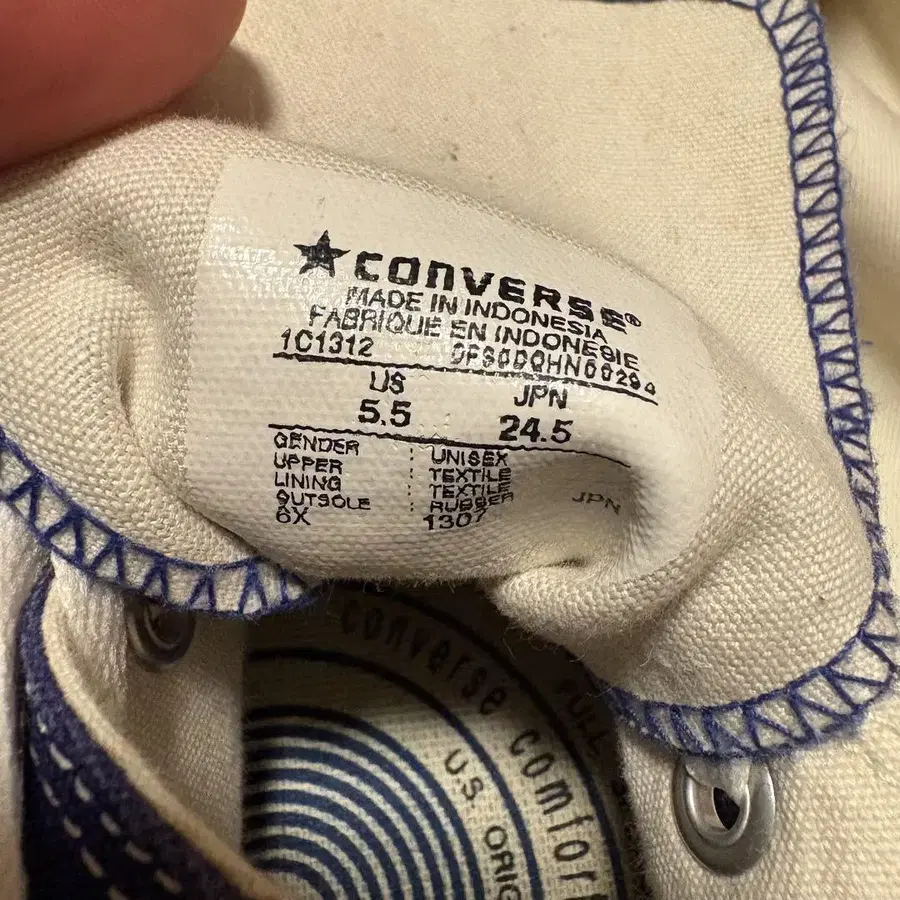 ★CONVERSE®
MADE IN INDONESIA
FABRIQUE EN INDONESIE
1C1312
US JPN
5.5 24.5
GENDER : UNISEX
UPPER : TEXTILE
LINING : TEXTILE
OUTSOLE : RUBBER
6X 1307 JPN
converse comfort
U.S. ORIG